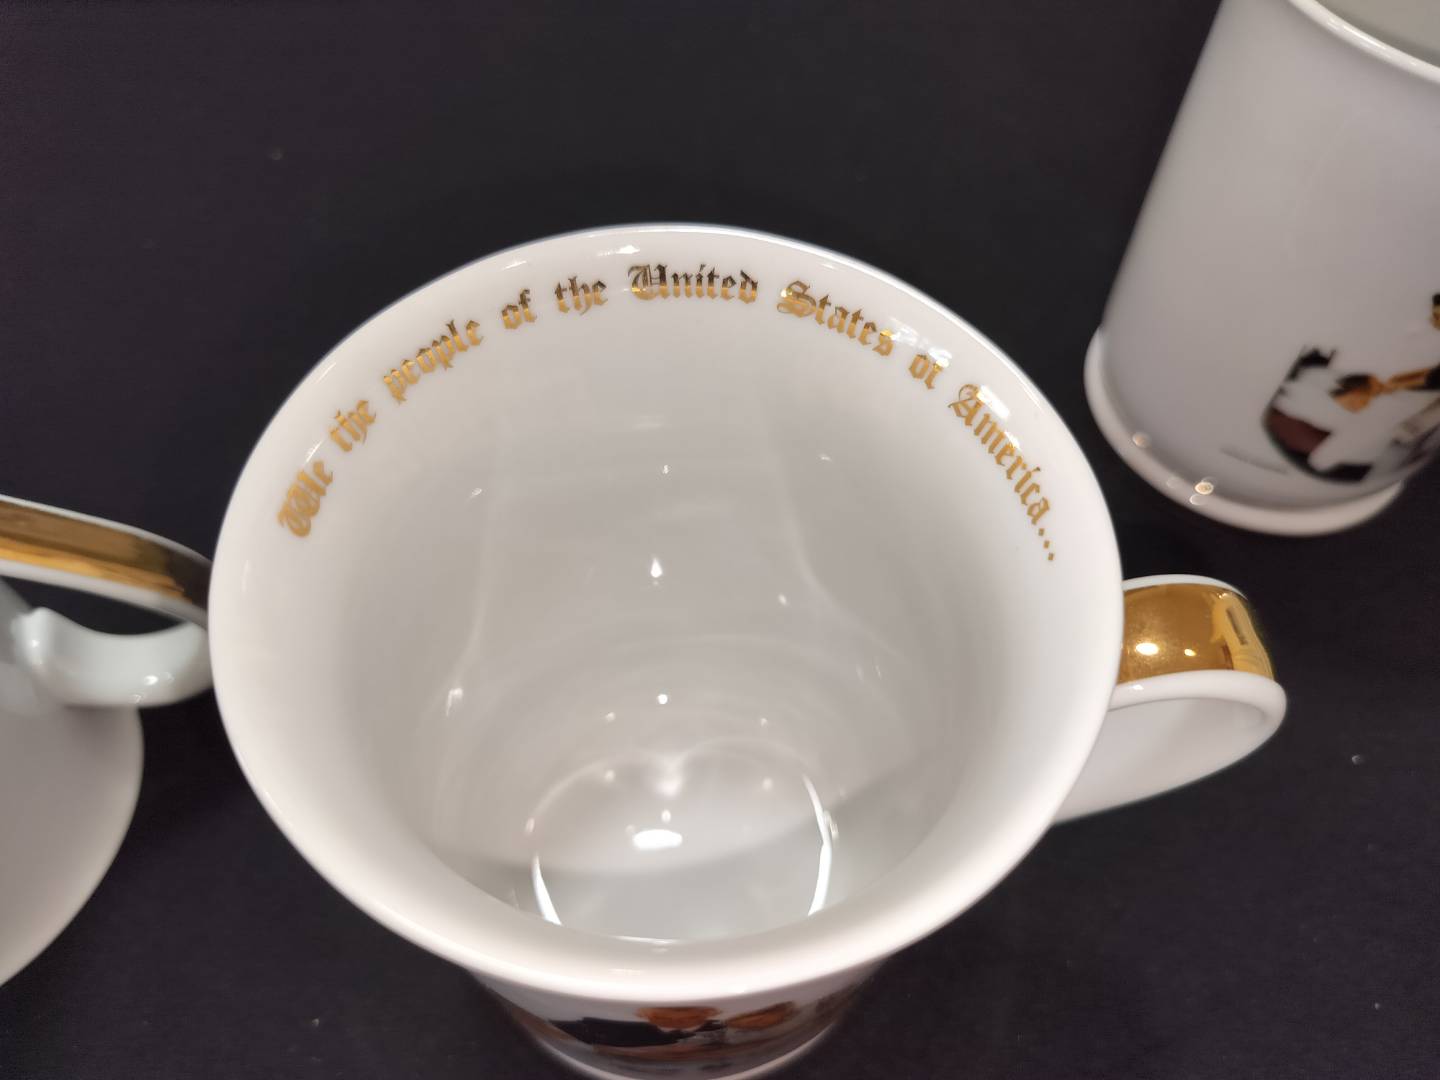 We the people of the United States of America...